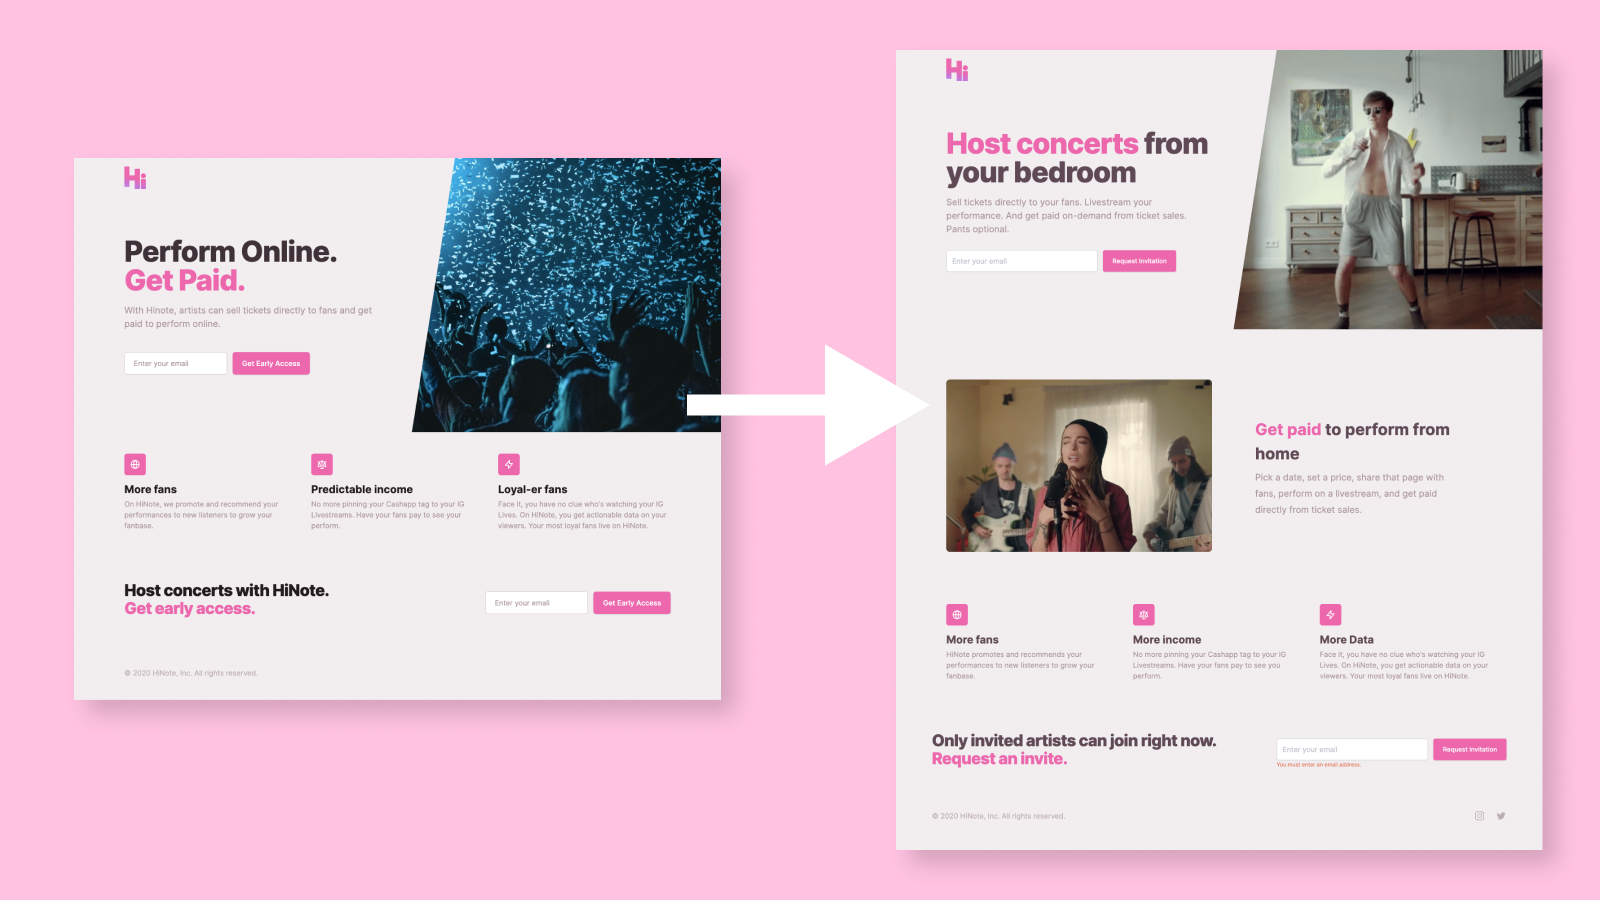 Hi
Perform Online.
Get Paid.
With Hinote, artists can sell tickets directly to fans and get
paid to perform online.
Enter your email
Get Early Access
More fans
On HiNote, we promote and recommend your
performances to new listeners to grow your
fanbase.
Predictable income
No more pinning your Cashapp tag to your IG
Livestreams. Have your fans pay to see your
perform.
Loyal-er fans
Face it, you have no clue who's watching your IG
Lives. On HiNote, you get actionable data on your
viewers. Your most loyal fans live on HiNote.
Host concerts with HiNote.
Get early access.
Enter your email
Get Early Access
© 2020 HiNote, Inc. All rights reserved.
Hi
Host concerts from
your bedroom
Sell tickets directly to your fans. Livestream your
performance. And get paid on-demand from ticket sales.
Pants optional.
Enter your email
Request Invitation
Get paid to perform from
home
Pick a date, set a price, share that page with
fans, perform on a livestream, and get paid
directly from ticket sales.
More fans
HiNote promotes and recommends your
performances to new listeners to grow your
fanbase.
More income
No more pinning your Cashapp tag to your IG
Livestreams. Have your fans pay to see you
perform.
More Data
Face it, you have no clue who's watching your IG
Lives. On HiNote, you get actionable data on your
viewers. Your most loyal fans live on HiNote.
Only invited artists can join right now.
Request an invite.
Enter your email
Request Invitation
You must enter an email address.
© 2020 HiNote, Inc. All rights reserved.